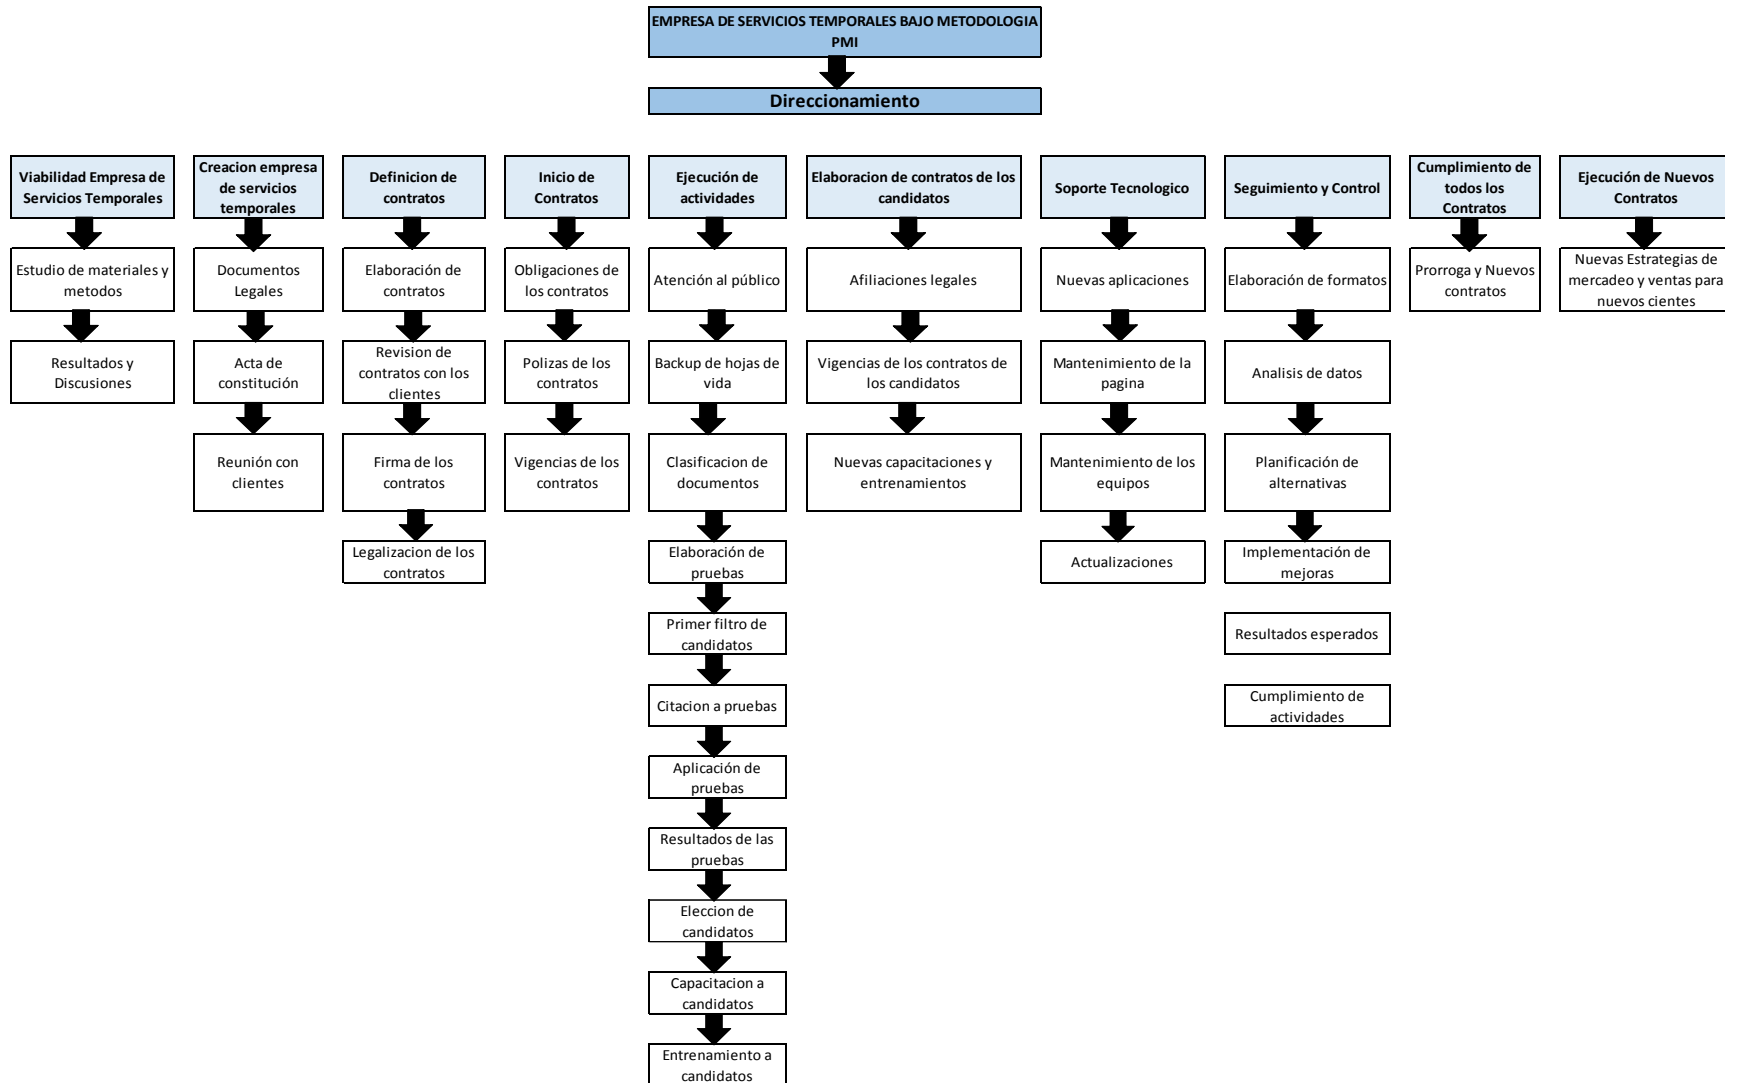 EMPRESA DE SERVICIOS TEMPORALES BAJO METODOLOGIA
PMI
Direccionamiento
Viabilidad Empresa de
Servicios Temporales
Estudio de materiales y
metodos
Resultados y
Discusiones
Creacion empresa
de servicios
temporales
Documentos
Legales
Acta de
constitución
Reunión con
clientes
Definicion de
contratos
Elaboración de
contratos
Revision de
contratos con los
clientes
Firma de los
contratos
Legalizacion de los
contratos
Inicio de
Contratos
Obligaciones de
los contratos
Polizas de los
contratos
Vigencias de los
contratos
Ejecución de
actividades
Atención al público
Backup de hojas de
vida
Clasificacion de
documentos
Elaboración de
pruebas
Primer filtro de
candidatos
Citacion a pruebas
Aplicación de
pruebas
Resultados de las
pruebas
Eleccion de
candidatos
Capacitacion a
candidatos
Entrenamiento a
candidatos
Elaboracion de contratos de los
candidatos
Afiliaciones legales
Vigencias de los contratos de
los candidatos
Nuevas capacitaciones y
entrenamientos
Soporte Tecnologico
Nuevas aplicaciones
Mantenimiento de la
pagina
Mantenimiento de los
equipos
Actualizaciones
Seguimiento y Control
Elaboración de formatos
Analisis de datos
Planificación de
alternativas
Implementación de
mejoras
Resultados esperados
Cumplimiento de
actividades
Cumplimiento de
todos los
Contratos
Prorroga y Nuevos
contratos
Ejecución de Nuevos
Contratos
Nuevas Estrategias de
mercadeo y ventas para
nuevos cientes